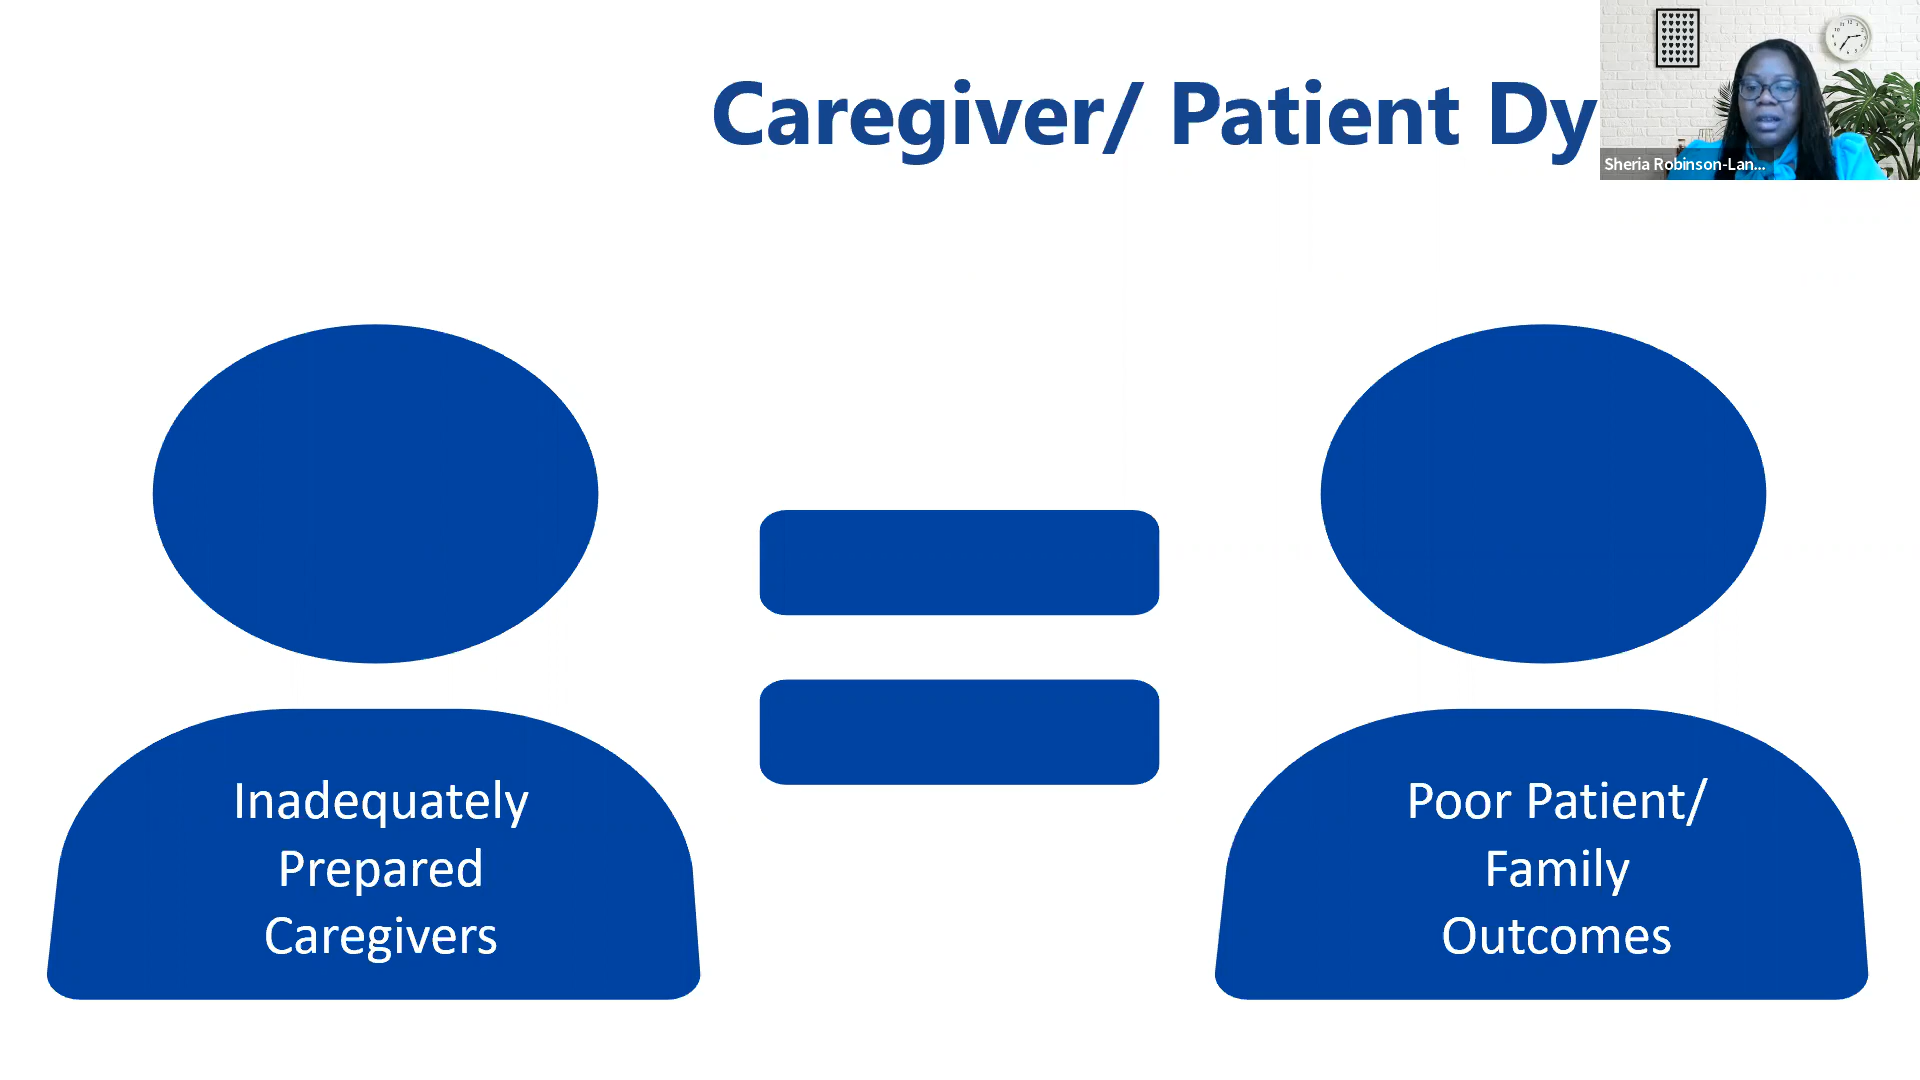 Caregiver/ Patient Dy
Sheria Robinson-Lan...
Inadequately
Prepared
Caregivers
Poor Patient/
Family
Outcomes